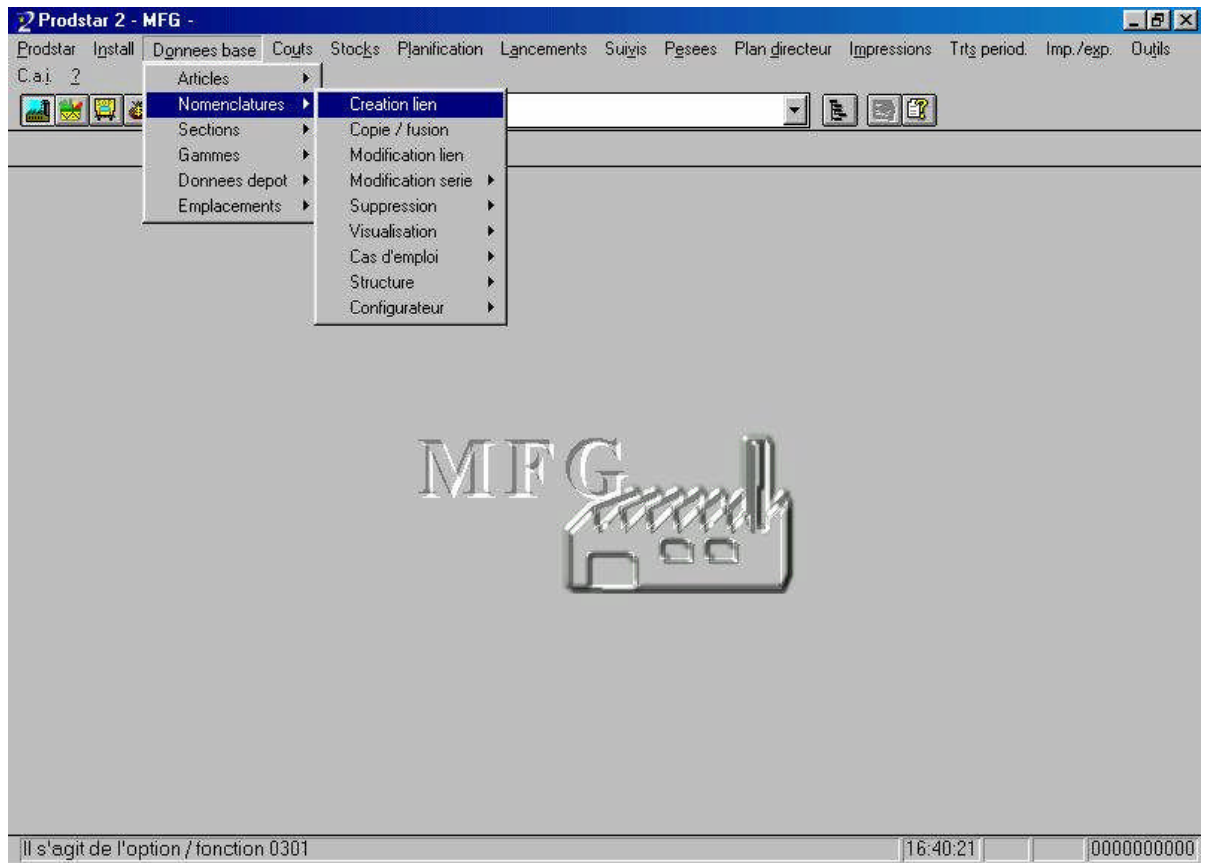 Prodstar 2 - MFG -
Prodstar Install Donnees base Couts Stocks Planification Lancements Suivis Pesees Plan directeur Impressions Trts period. Imp./exp. Outils
C.a.i. ?
Articles
Nomenclatures Creation lien
Sections Copie / fusion
Gammes Modification lien
Donnees depot Modification serie
Emplacements Suppression
Visualisation
Cas d'emploi
Structure
Configurateur
MFG
Il s'agit de l'option / fonction 0301 16:40:21 0000000000